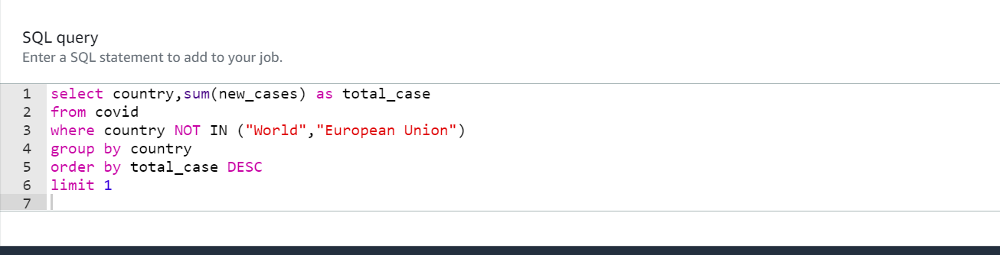 SQL query
Enter a SQL statement to add to your job.
1 select country,sum(new_cases) as total_case
2 from covid
3 where country NOT IN ("World","European Union")
4 group by country
5 order by total_case DESC
6 limit 1
7